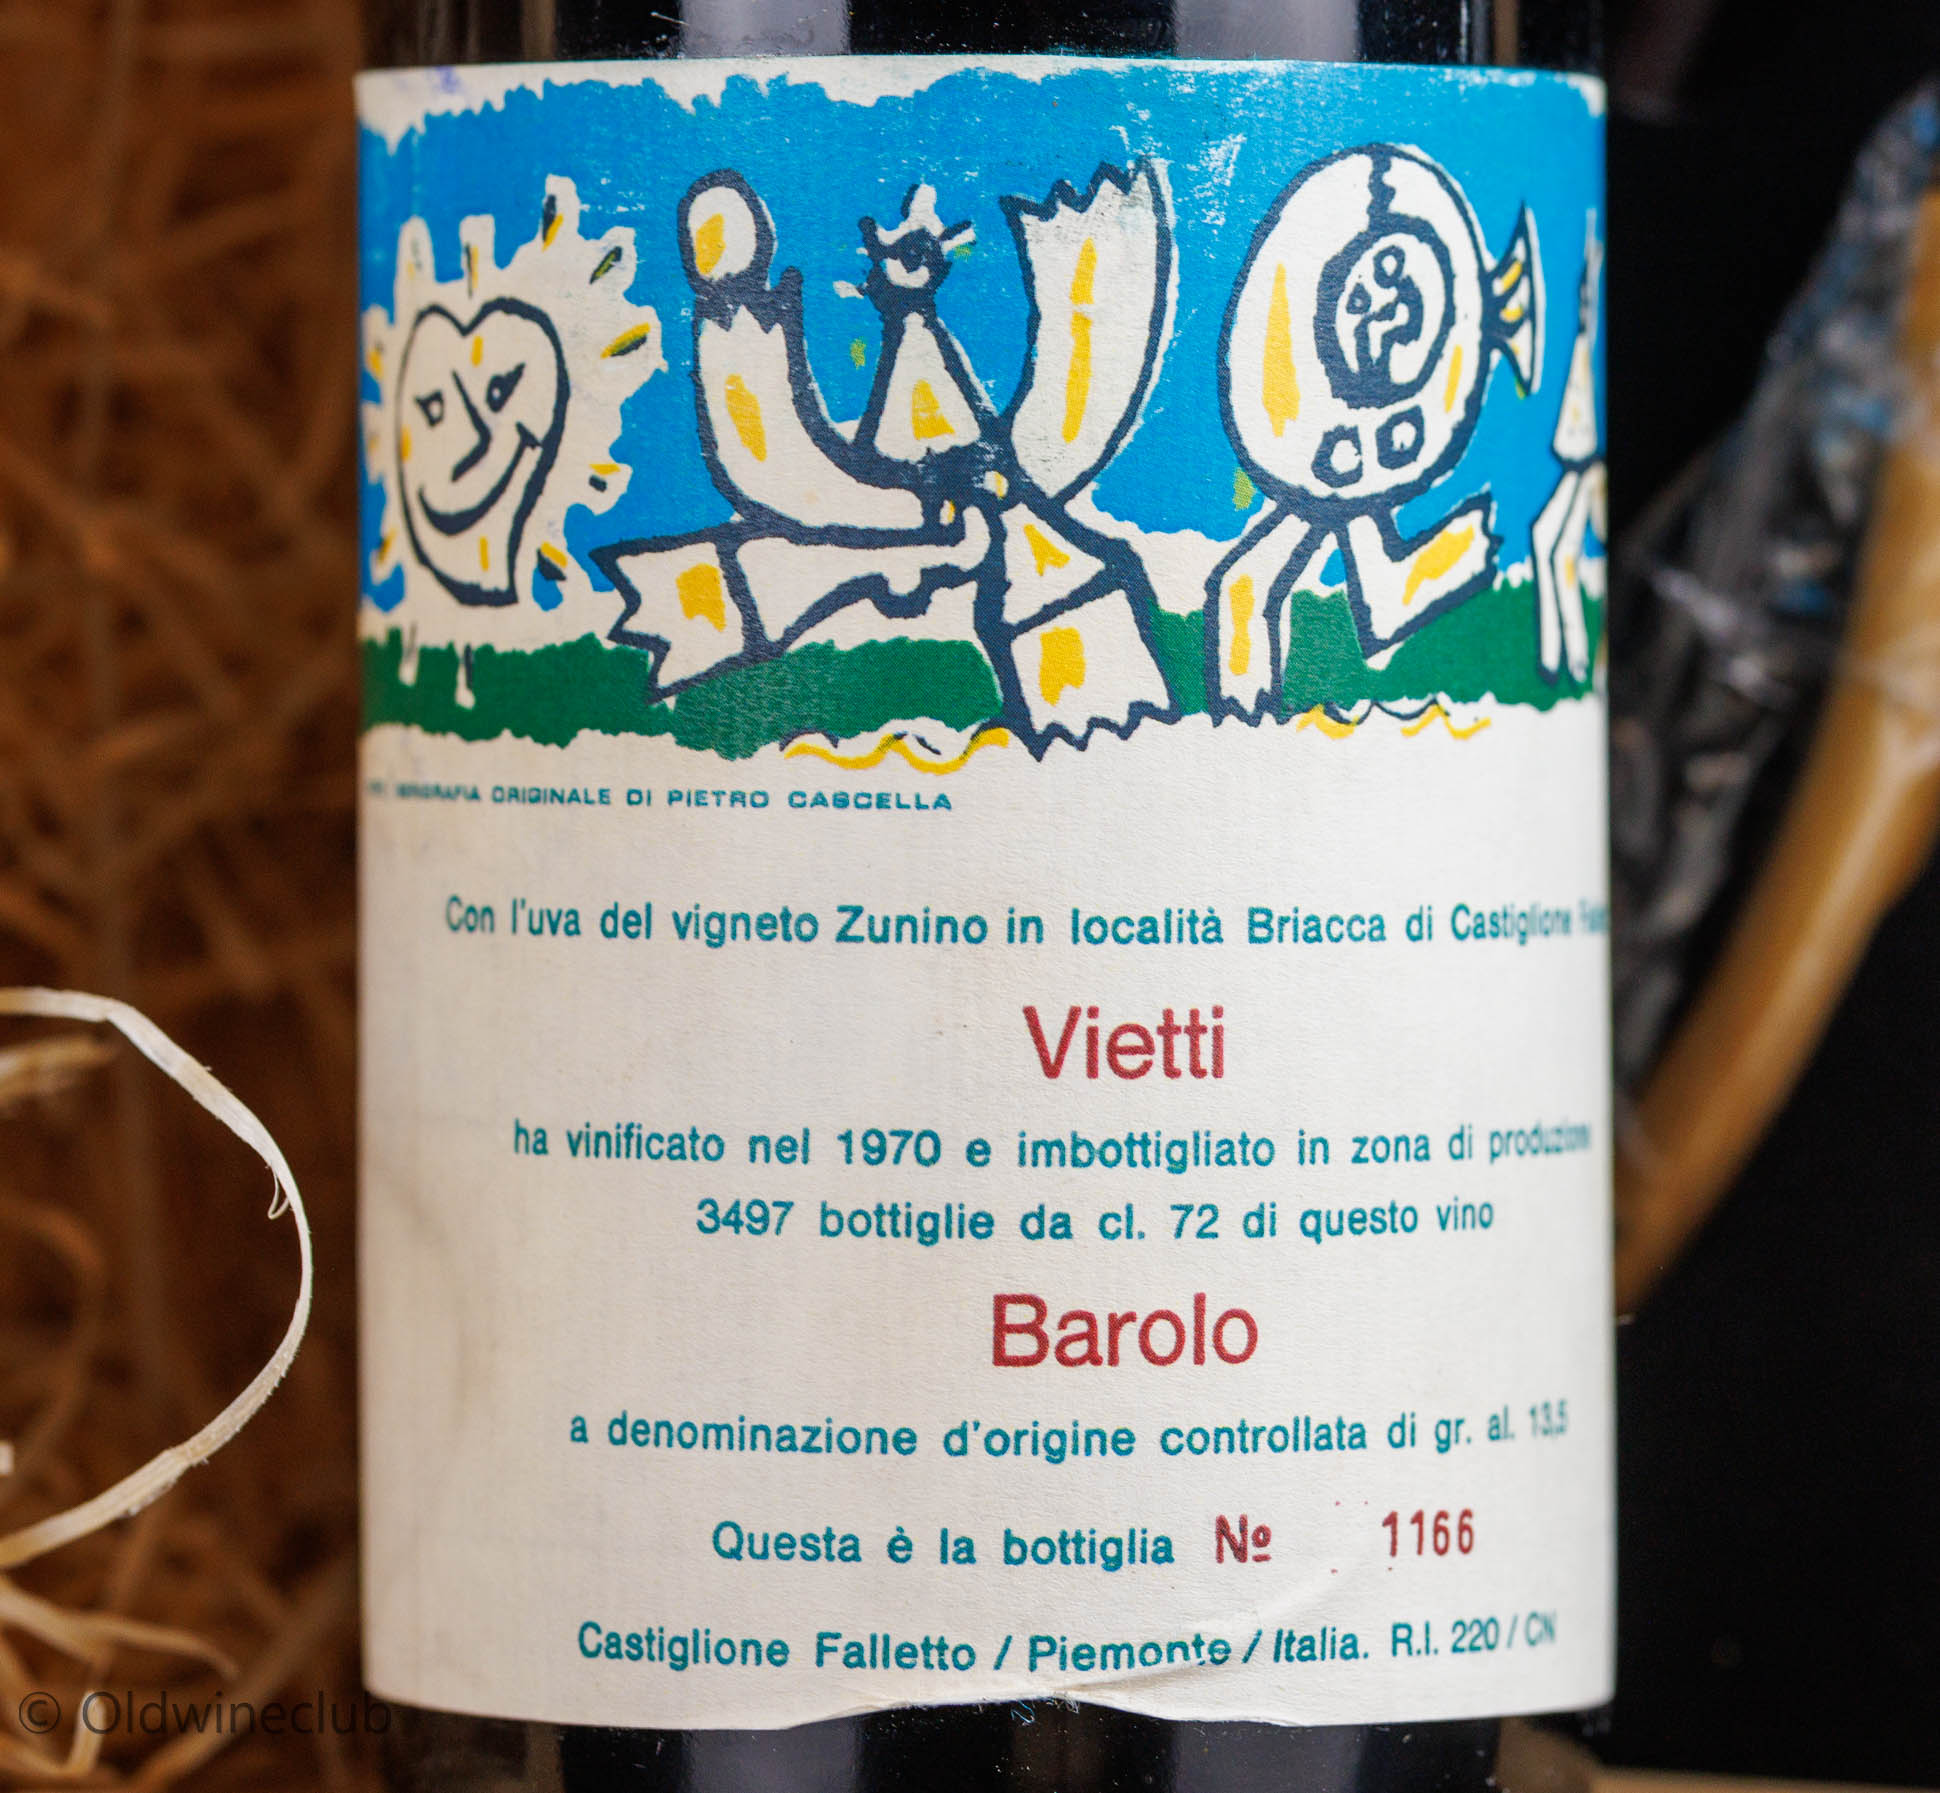 SERIGRAFIA ORIGINALE DI PIETRO CASCELLA
Con l'uva del vigneto Zunino in località Briacca di Castiglione
Vietti
ha vinificato nel 1970 e imbottigliato in zona di produzione
3497 bottiglie da cl. 72 di questo vino
Barolo
a denominazione d'origine controllata di gr. al. 13,5
Questa è la bottiglia Nº 1166
Castiglione Falletto / Piemonte / Italia. R.I. 220 / CN
© Oldwineclub